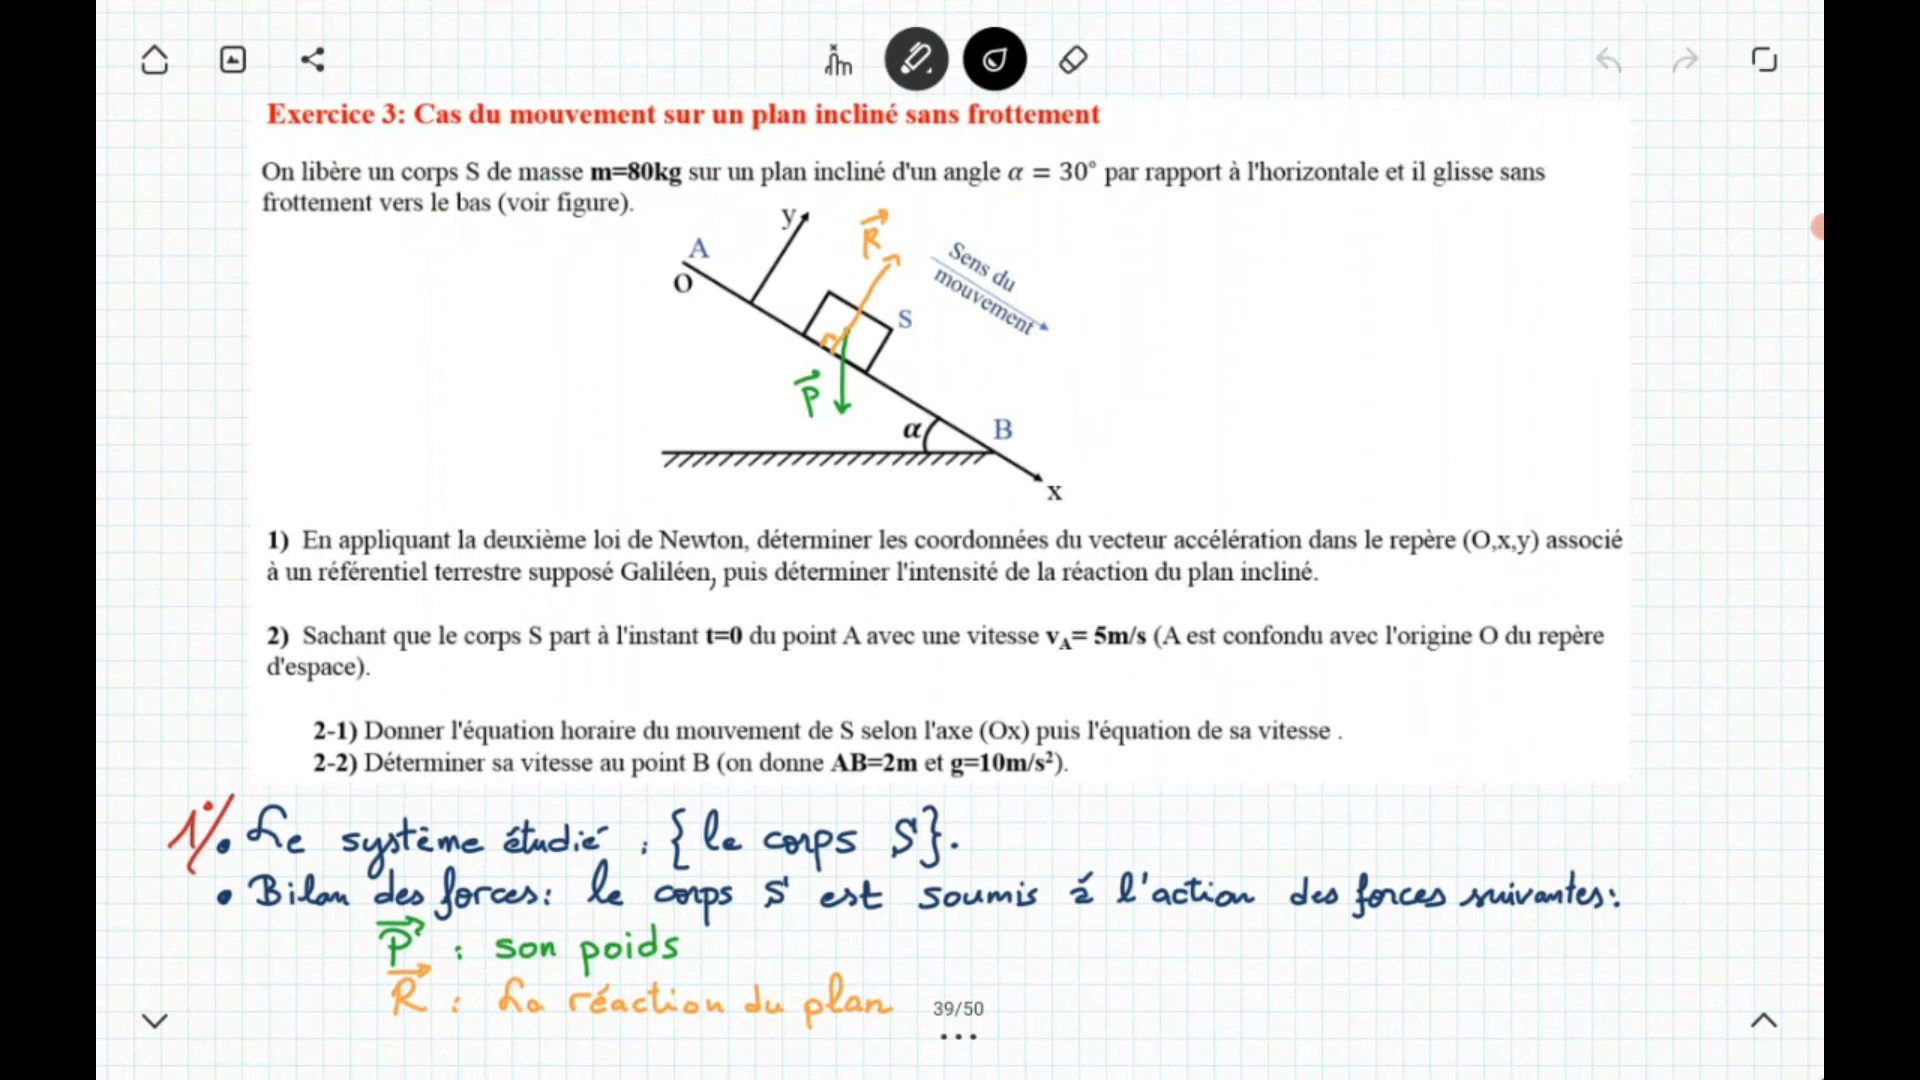 Exercice 3: Cas du mouvement sur un plan incliné sans frottement
On libère un corps S de masse m=80kg sur un plan incliné d'un angle α = 30° par rapport à l'horizontale et il glisse sans
frottement vers le bas (voir figure).
y
R
A
O
Sens du
mouvement
S
P
α
B
x
1) En appliquant la deuxième loi de Newton, déterminer les coordonnées du vecteur accélération dans le repère (O,x,y) associé
à un référentiel terrestre supposé Galiléen, puis déterminer l'intensité de la réaction du plan incliné.
2) Sachant que le corps S part à l'instant t=0 du point A avec une vitesse vA= 5m/s (A est confondu avec l'origine O du repère
d'espace).
2-1) Donner l'équation horaire du mouvement de S selon l'axe (Ox) puis l'équation de sa vitesse .
2-2) Déterminer sa vitesse au point B (on donne AB=2m et g=10m/s²).
1°/ • Le système étudié : {le corps S}.
• Bilan des forces: le corps S est soumis à l'action des forces suivantes:
P : son poids
R : La réaction du plan
39/50